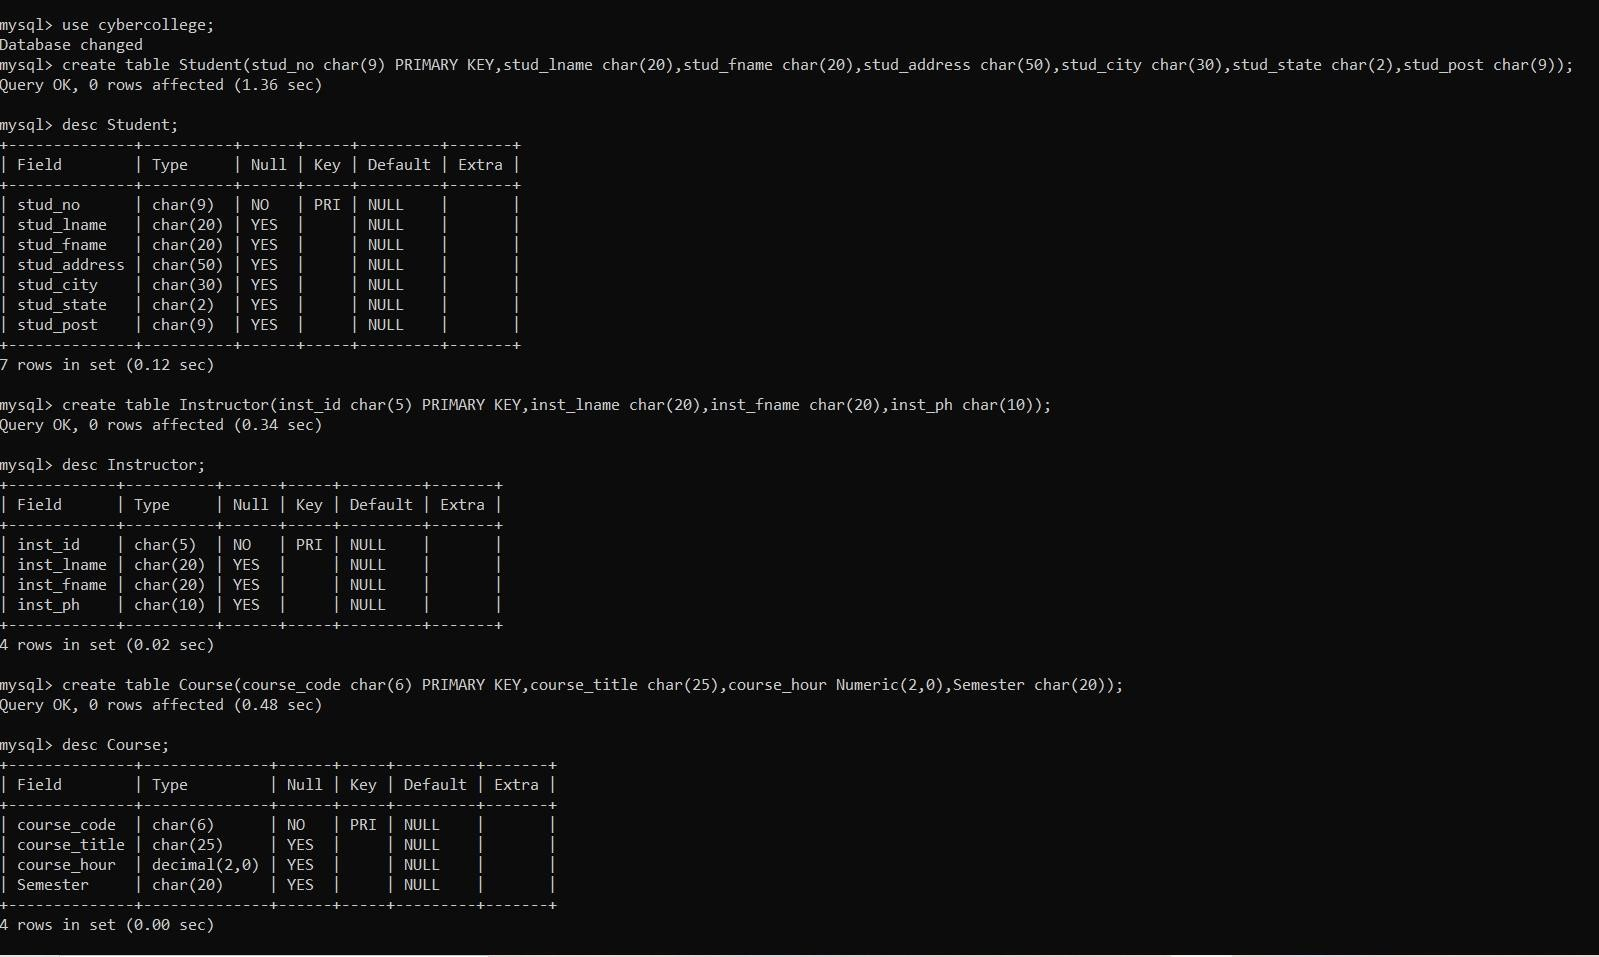 mysql> use cybercollege;
Database changed
mysql> create table Student(stud_no char(9) PRIMARY KEY,stud_lname char(20),stud_fname char(20),stud_address char(50),stud_city char(30),stud_state char(2),stud_post char(9));
Query OK, 0 rows affected (1.36 sec)

mysql> desc Student;
+--------------+----------+------+-----+---------+-------+
| Field        | Type     | Null | Key | Default | Extra |
+--------------+----------+------+-----+---------+-------+
| stud_no      | char(9)  | NO   | PRI | NULL    |       |
| stud_lname   | char(20) | YES  |     | NULL    |       |
| stud_fname   | char(20) | YES  |     | NULL    |       |
| stud_address | char(50) | YES  |     | NULL    |       |
| stud_city    | char(30) | YES  |     | NULL    |       |
| stud_state   | char(2)  | YES  |     | NULL    |       |
| stud_post    | char(9)  | YES  |     | NULL    |       |
+--------------+----------+------+-----+---------+-------+
7 rows in set (0.12 sec)

mysql> create table Instructor(inst_id char(5) PRIMARY KEY,inst_lname char(20),inst_fname char(20),inst_ph char(10));
Query OK, 0 rows affected (0.34 sec)

mysql> desc Instructor;
+------------+----------+------+-----+---------+-------+
| Field      | Type     | Null | Key | Default | Extra |
+------------+----------+------+-----+---------+-------+
| inst_id    | char(5)  | NO   | PRI | NULL    |       |
| inst_lname | char(20) | YES  |     | NULL    |       |
| inst_fname | char(20) | YES  |     | NULL    |       |
| inst_ph    | char(10) | YES  |     | NULL    |       |
+------------+----------+------+-----+---------+-------+
4 rows in set (0.02 sec)

mysql> create table Course(course_code char(6) PRIMARY KEY,course_title char(25),course_hour Numeric(2,0),Semester char(20));
Query OK, 0 rows affected (0.48 sec)

mysql> desc Course;
+--------------+--------------+------+-----+---------+-------+
| Field        | Type         | Null | Key | Default | Extra |
+--------------+--------------+------+-----+---------+-------+
| course_code  | char(6)      | NO   | PRI | NULL    |       |
| course_title | char(25)     | YES  |     | NULL    |       |
| course_hour  | decimal(2,0) | YES  |     | NULL    |       |
| Semester     | char(20)     | YES  |     | NULL    |       |
+--------------+--------------+------+-----+---------+-------+
4 rows in set (0.00 sec)